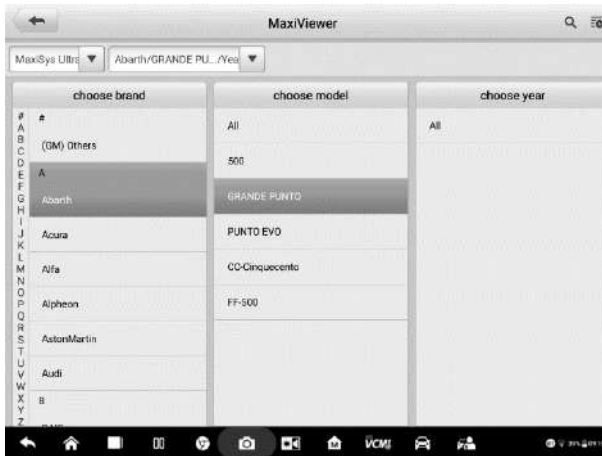 MaxiViewer
MaxiSys Ultra
Abarth/GRANDE PU.../Yea
choose brand
#
A
B
C
D
E
F
G
H
I
J
K
L
M
N
O
P
Q
R
S
T
U
V
W
X
Y
Z
#
(GM) Others
A
Abarth
Acura
Alfa
Alpheon
AstonMartin
Audi
B
choose model
All
500
GRANDE PUNTO
PUNTO EVO
CC-Cinquecento
FF-500
choose year
All
VCMI